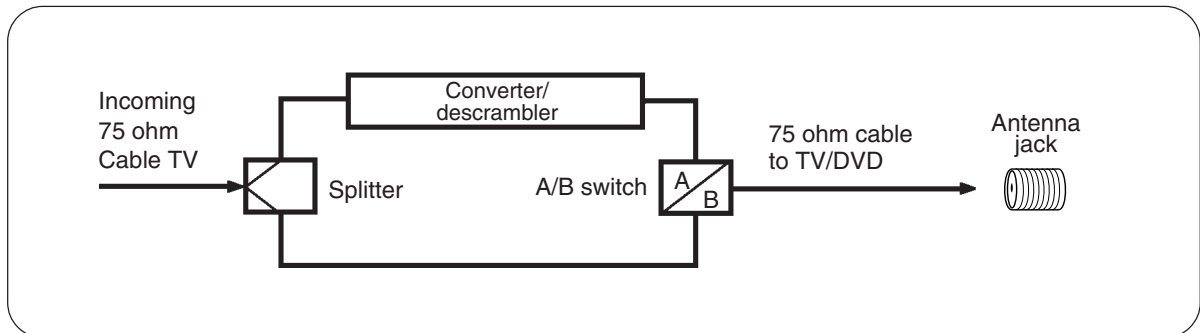 Incoming
75 ohm
Cable TV
Splitter
Converter/
descrambler
A/B switch
A
B
75 ohm cable
to TV/DVD
Antenna
jack